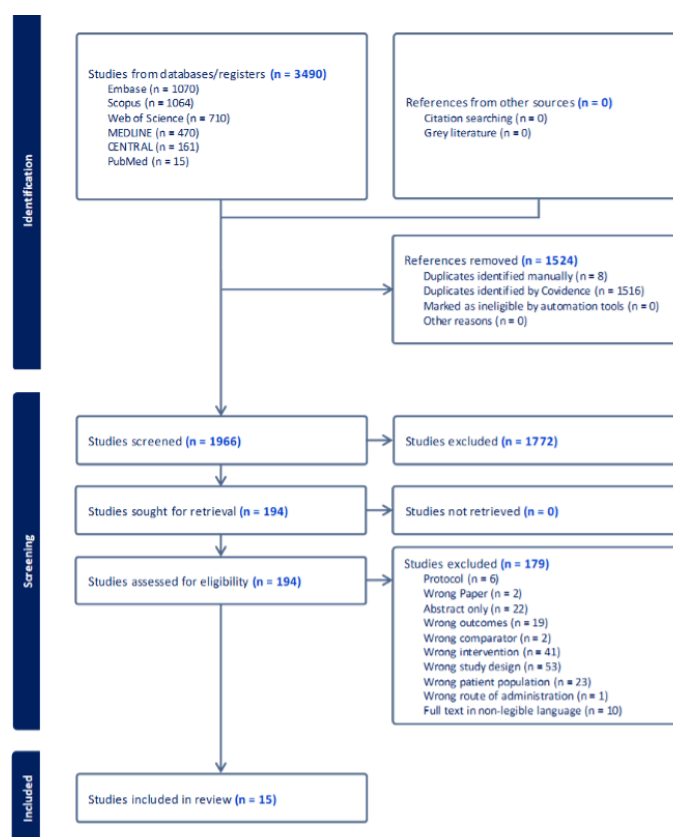 Identification
Studies from databases/registers (n = 3490)
Embase (n = 1070)
Scopus (n = 1064)
Web of Science (n = 710)
MEDLINE (n = 470)
CENTRAL (n = 161)
PubMed (n = 15)
References from other sources (n = 0)
Citation searching (n = 0)
Grey literature (n = 0)
References removed (n = 1524)
Duplicates identified manually (n = 8)
Duplicates identified by Covidence (n = 1516)
Marked as ineligible by automation tools (n = 0)
Other reasons (n = 0)
Screening
Studies screened (n = 1966)
Studies excluded (n = 1772)
Studies sought for retrieval (n = 194)
Studies not retrieved (n = 0)
Studies assessed for eligibility (n = 194)
Studies excluded (n = 179)
Protocol (n = 6)
Wrong Paper (n = 2)
Abstract only (n = 22)
Wrong outcomes (n = 19)
Wrong comparator (n = 2)
Wrong intervention (n = 41)
Wrong study design (n = 53)
Wrong patient population (n = 23)
Wrong route of administration (n = 1)
Full text in non-legible language (n = 10)
Included
Studies included in review (n = 15)